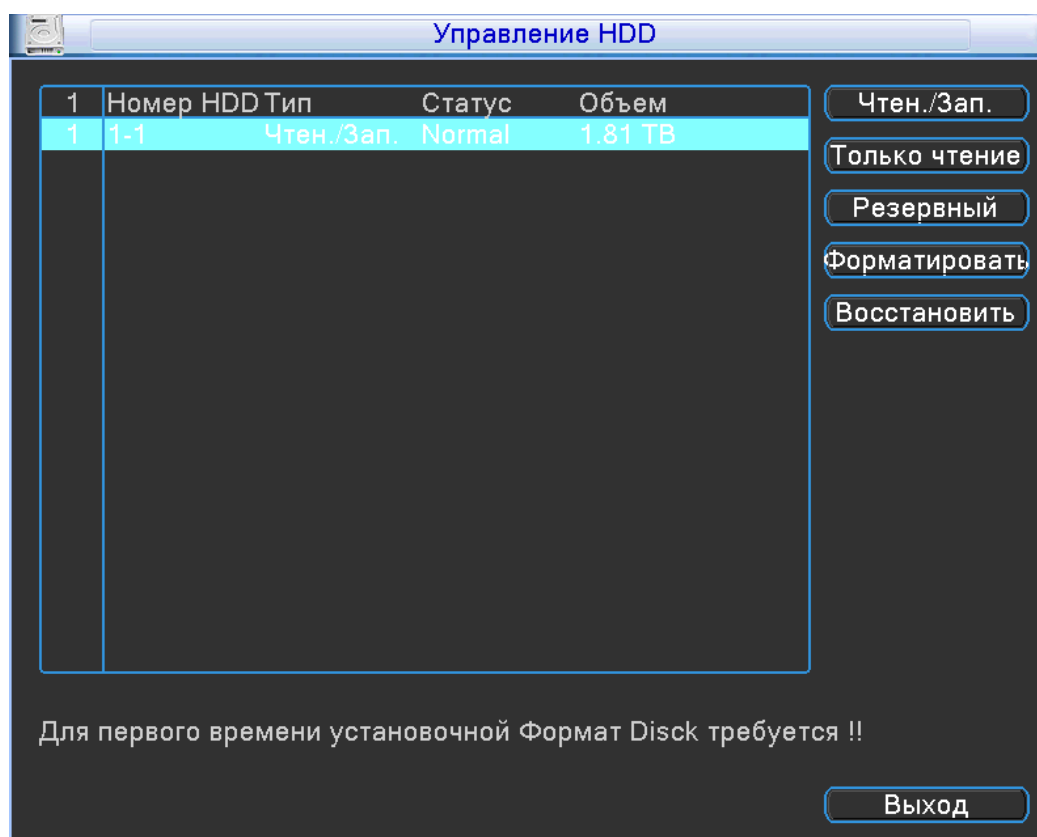 Управление HDD
1 Номер HDD Тип Статус Объем
1 1-1 Чтен./Зап. Normal 1.81 TB
Чтен./Зап.
Только чтение
Резервный
Форматировать
Восстановить
Для первого времени установочной Формат Disck требуется !!
Выход